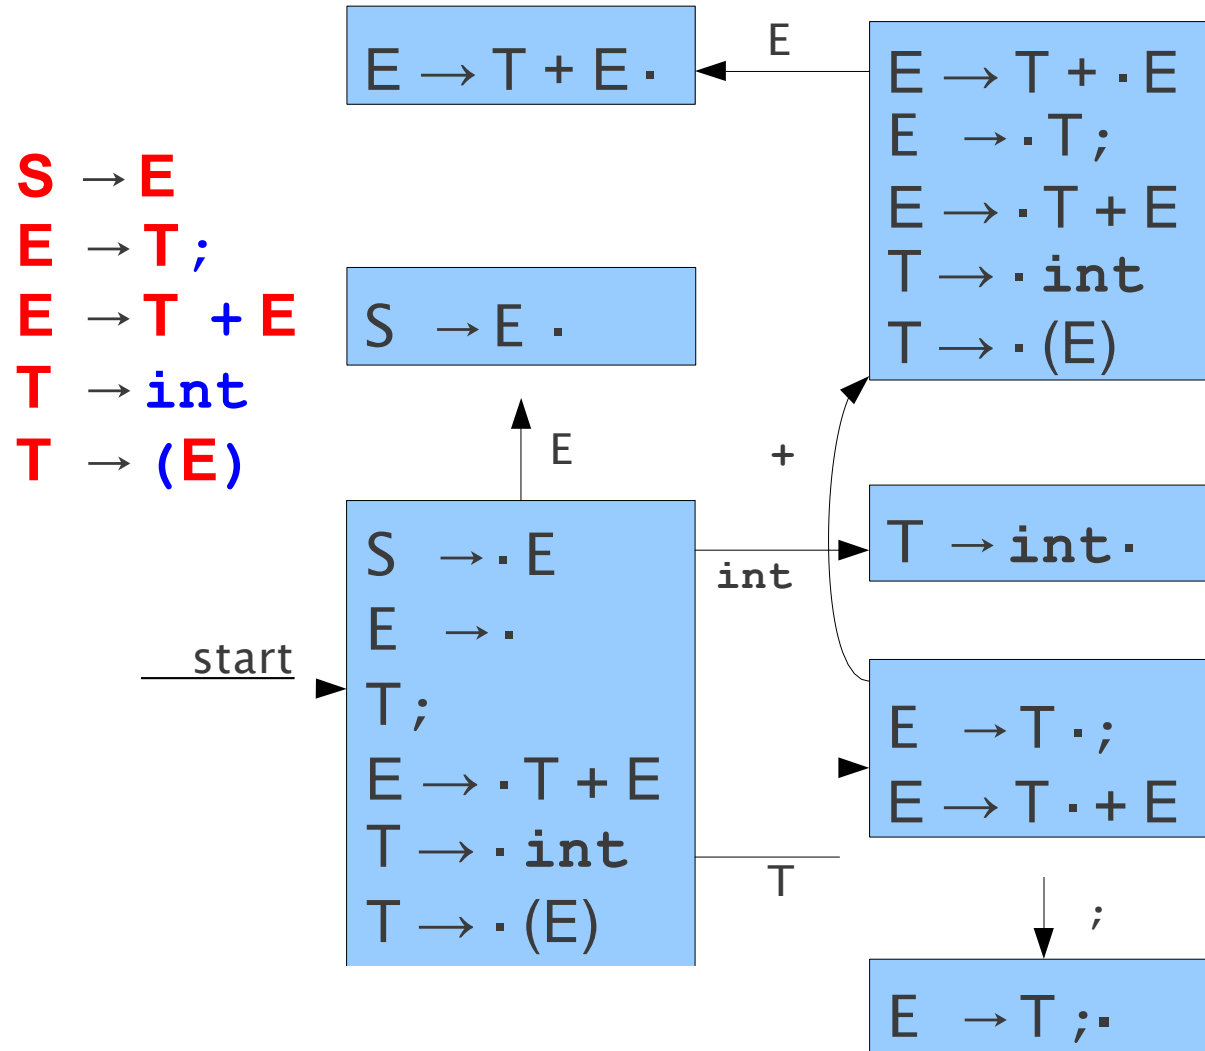 S → E
E → T ;
E → T + E
T → int
T → (E)
E → T + E ·
E
E → T + · E
E → · T ;
E → · T + E
T → · int
T → · (E)
S → E ·
E
+
start
S → · E
E → ·
T ;
E → · T + E
T → · int
T → · (E)
int
T → int ·
T
E → T · ;
E → T · + E
;
E → T ; ·